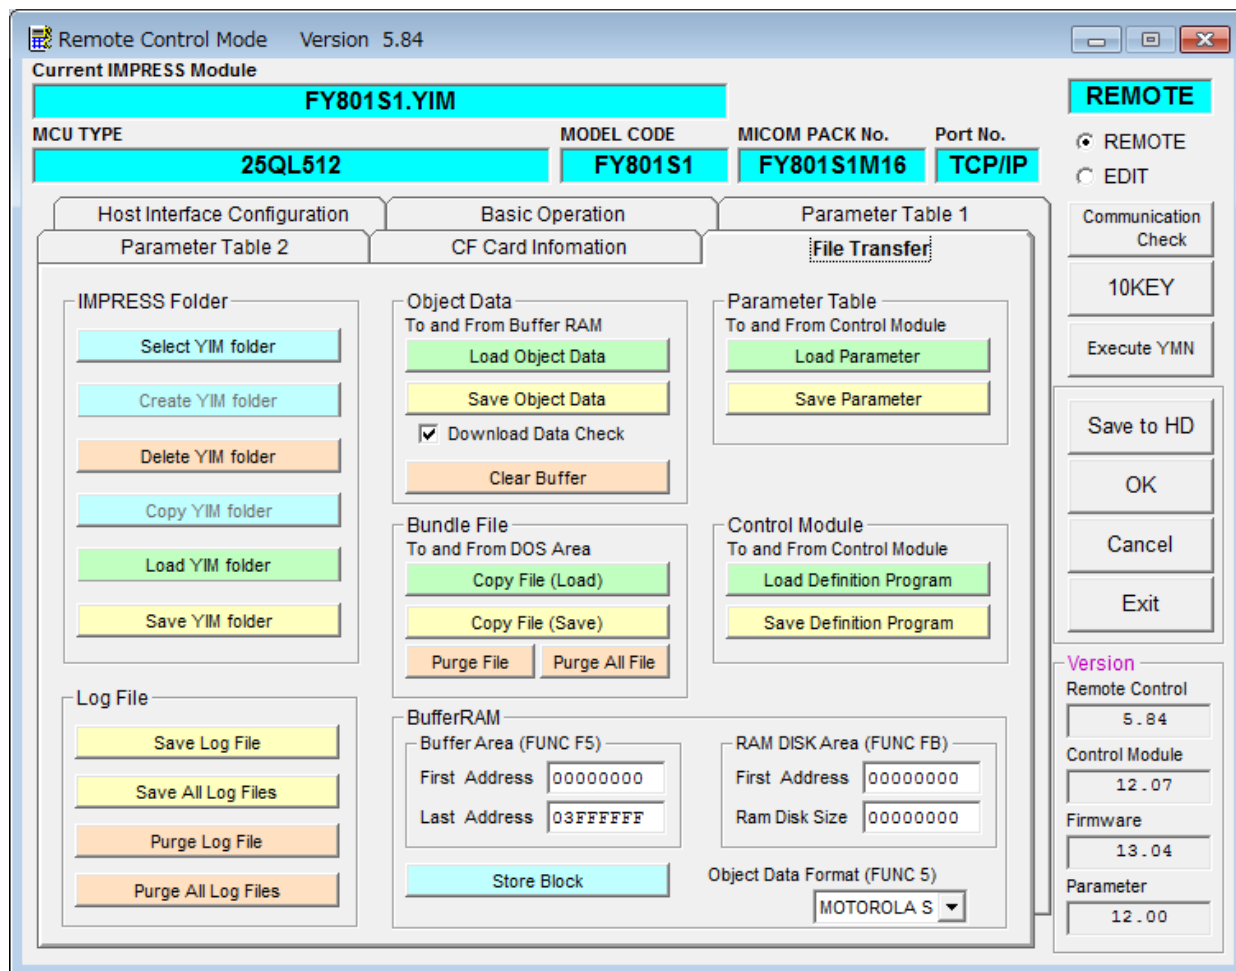 Remote Control Mode Version 5.84
Current IMPRESS Module
FY801S1.YIM
REMOTE
MCU TYPE
MODEL CODE
MICOM PACK No.
Port No.
25QL512
FY801S1
FY801S1M16
TCP/IP
REMOTE
EDIT
Host Interface Configuration
Basic Operation
Parameter Table 1
Parameter Table 2
CF Card Infomation
File Transfer
IMPRESS Folder
Select YIM folder
Create YIM folder
Delete YIM folder
Copy YIM folder
Load YIM folder
Save YIM folder
Log File
Save Log File
Save All Log Files
Purge Log File
Purge All Log Files
Object Data
To and From Buffer RAM
Load Object Data
Save Object Data
Download Data Check
Clear Buffer
Bundle File
To and From DOS Area
Copy File (Load)
Copy File (Save)
Purge File
Purge All File
Parameter Table
To and From Control Module
Load Parameter
Save Parameter
Control Module
To and From Control Module
Load Definition Program
Save Definition Program
BufferRAM
Buffer Area (FUNC F5)
First Address 00000000
Last Address 03FFFFFF
Store Block
RAM DISK Area (FUNC FB)
First Address 00000000
Ram Disk Size 00000000
Object Data Format (FUNC 5)
MOTOROLA S
Communication
Check
10KEY
Execute YMN
Save to HD
OK
Cancel
Exit
Version
Remote Control
5.84
Control Module
12.07
Firmware
13.04
Parameter
12.00